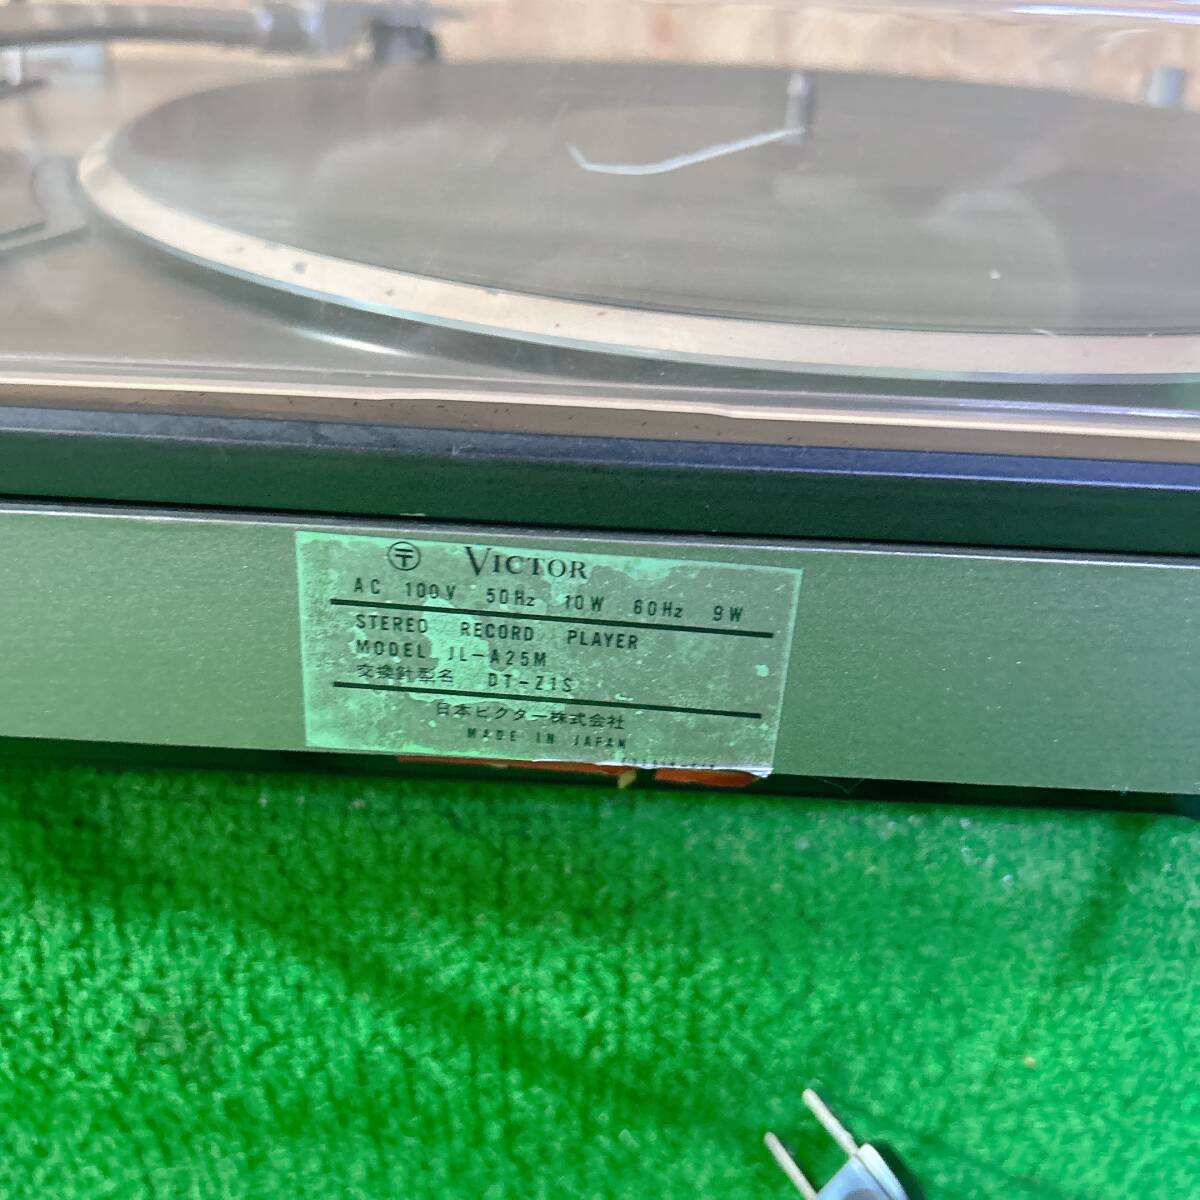 〒 VICTOR
AC 100V 50Hz 10W 60Hz 9W
STEREO RECORD PLAYER
MODEL JL-A25M
交換針型名 DT-Z1S
日本ビクター株式会社
MADE IN JAPAN